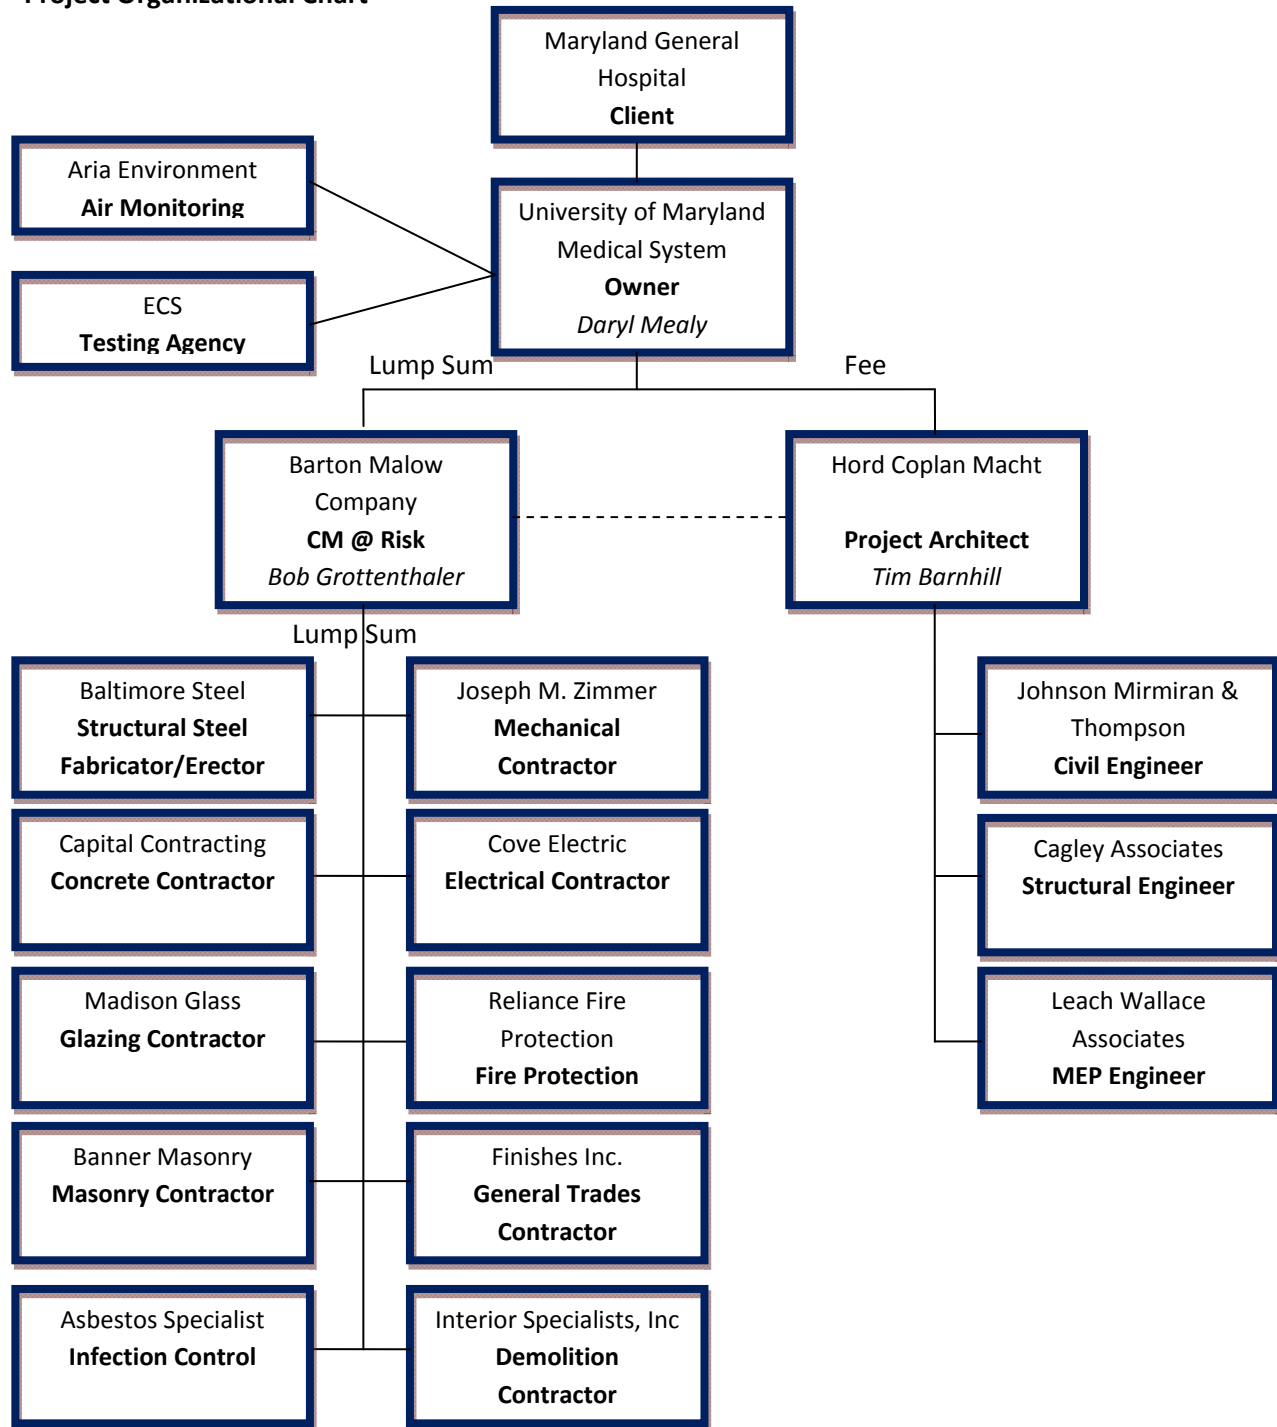 Project Organizational Chart
Maryland General
Hospital
Client
Aria Environment
Air Monitoring
University of Maryland
Medical System
Owner
Daryl Mealy
ECS
Testing Agency
Lump Sum
Fee
Barton Malow
Company
CM @ Risk
Bob Grottenthaler
Hord Coplan Macht
Project Architect
Tim Barnhill
Lump Sum
Baltimore Steel
Structural Steel
Fabricator/Erector
Joseph M. Zimmer
Mechanical
Contractor
Johnson Mirmiran &
Thompson
Civil Engineer
Capital Contracting
Concrete Contractor
Cove Electric
Electrical Contractor
Cagley Associates
Structural Engineer
Madison Glass
Glazing Contractor
Reliance Fire
Protection
Fire Protection
Leach Wallace
Associates
MEP Engineer
Banner Masonry
Masonry Contractor
Finishes Inc.
General Trades
Contractor
Asbestos Specialist
Infection Control
Interior Specialists, Inc
Demolition
Contractor